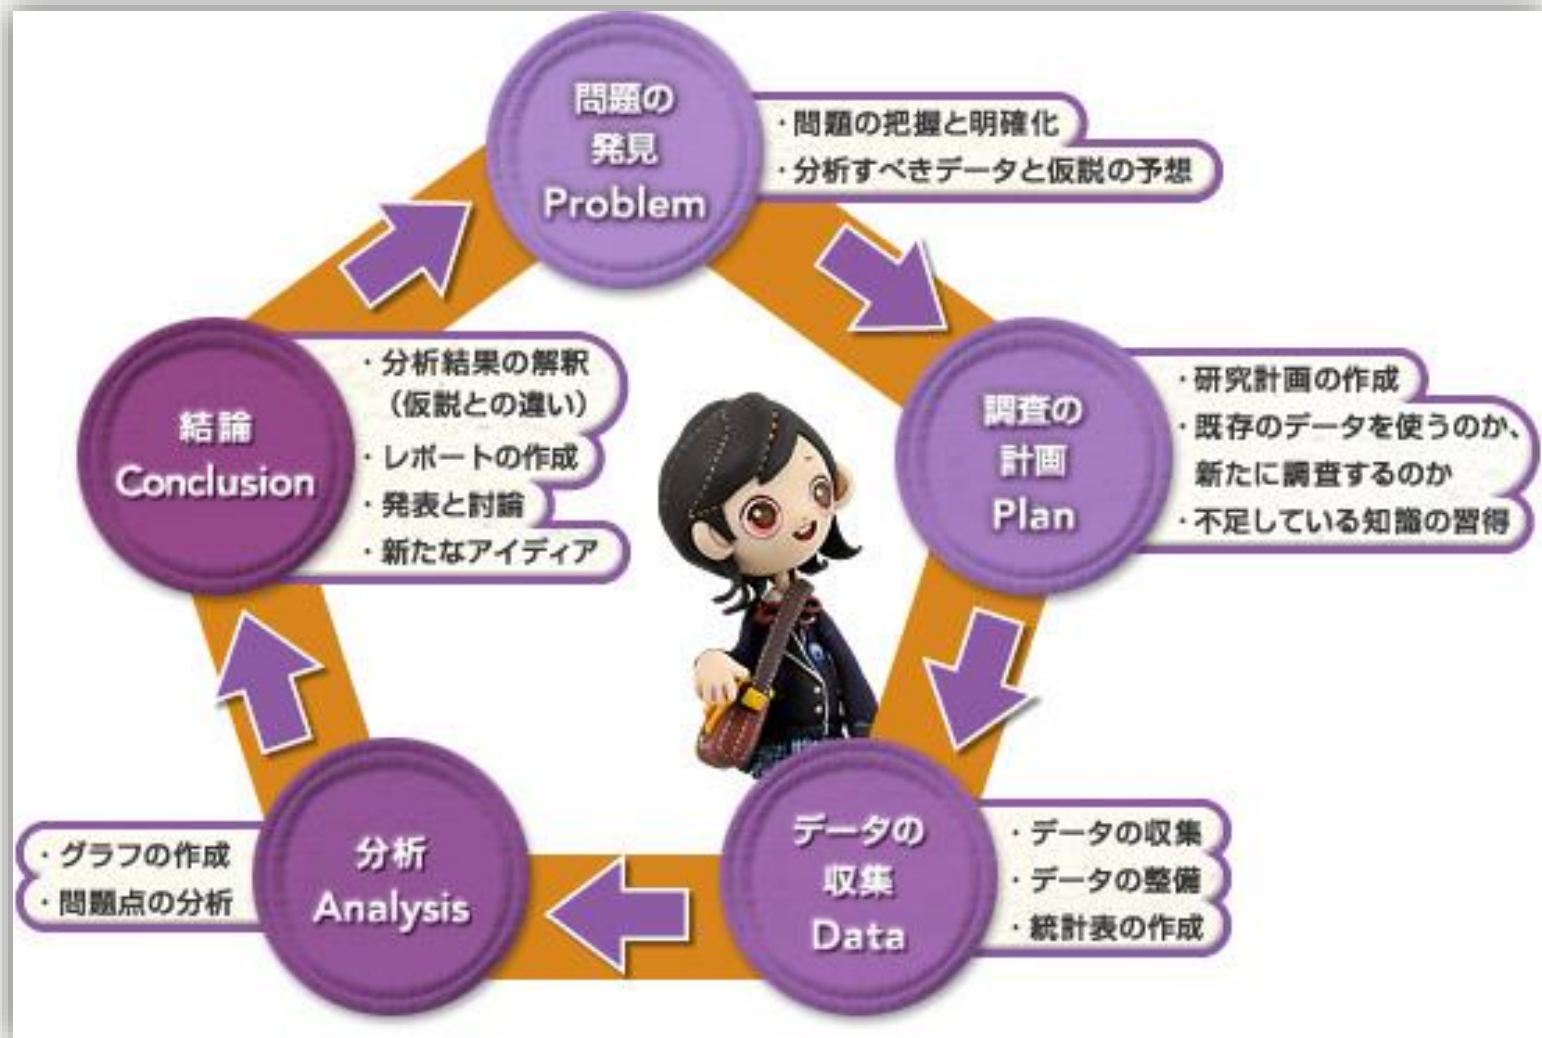 問題の
発見
Problem
・問題の把握と明確化
・分析すべきデータと仮説の予想
調査の
計画
Plan
・研究計画の作成
・既存のデータを使うのか、
新たに調査するのか
・不足している知識の習得
データの
収集
Data
・データの収集
・データの整備
・統計表の作成
分析
Analysis
・グラフの作成
・問題点の分析
結論
Conclusion
・分析結果の解釈
（仮説との違い）
・レポートの作成
・発表と討論
・新たなアイディア